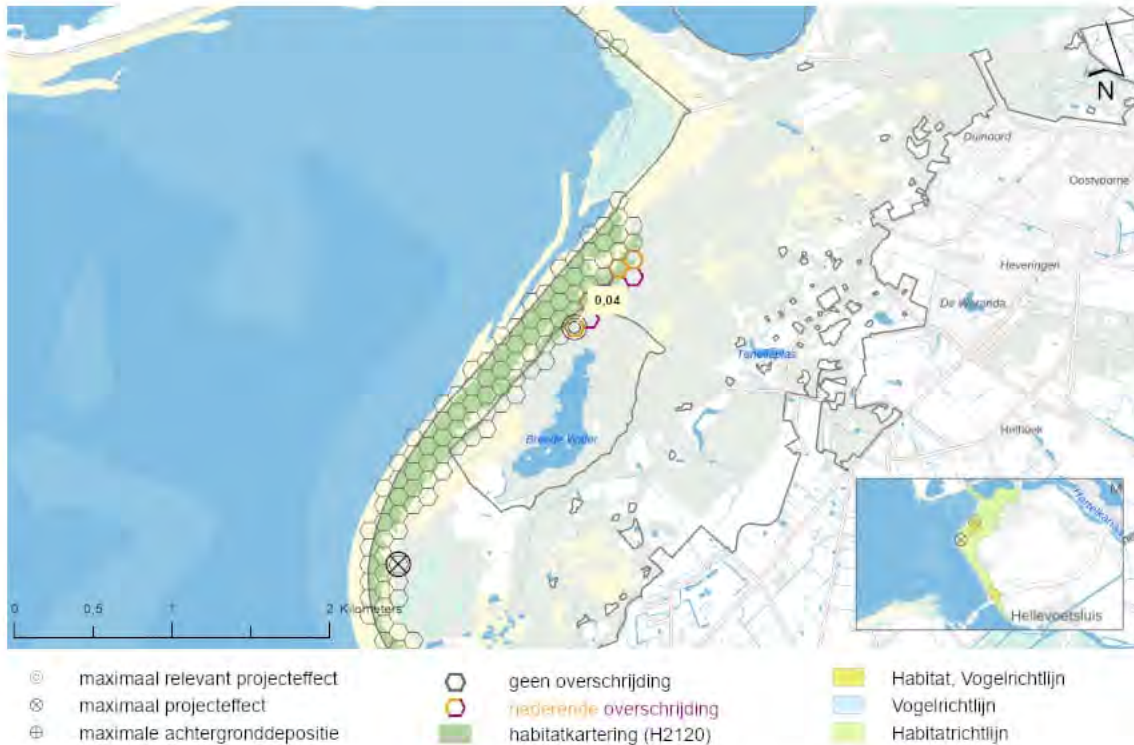 N
Duinoord
Oostvoorne
Heveringen
De Waranda
0,04
Tenellaplas
Helhoek
Breede Water
M
Hartelkanaal
Hellevoetsluis
0 0,5 1 2 Kilometers
maximaal relevant projecteffect
maximaal projecteffect
maximale achtergronddepositie
geen overschrijding
naderende overschrijding
habitatkartering (H2120)
Habitat, Vogelrichtlijn
Vogelrichtlijn
Habitatrichtlijn